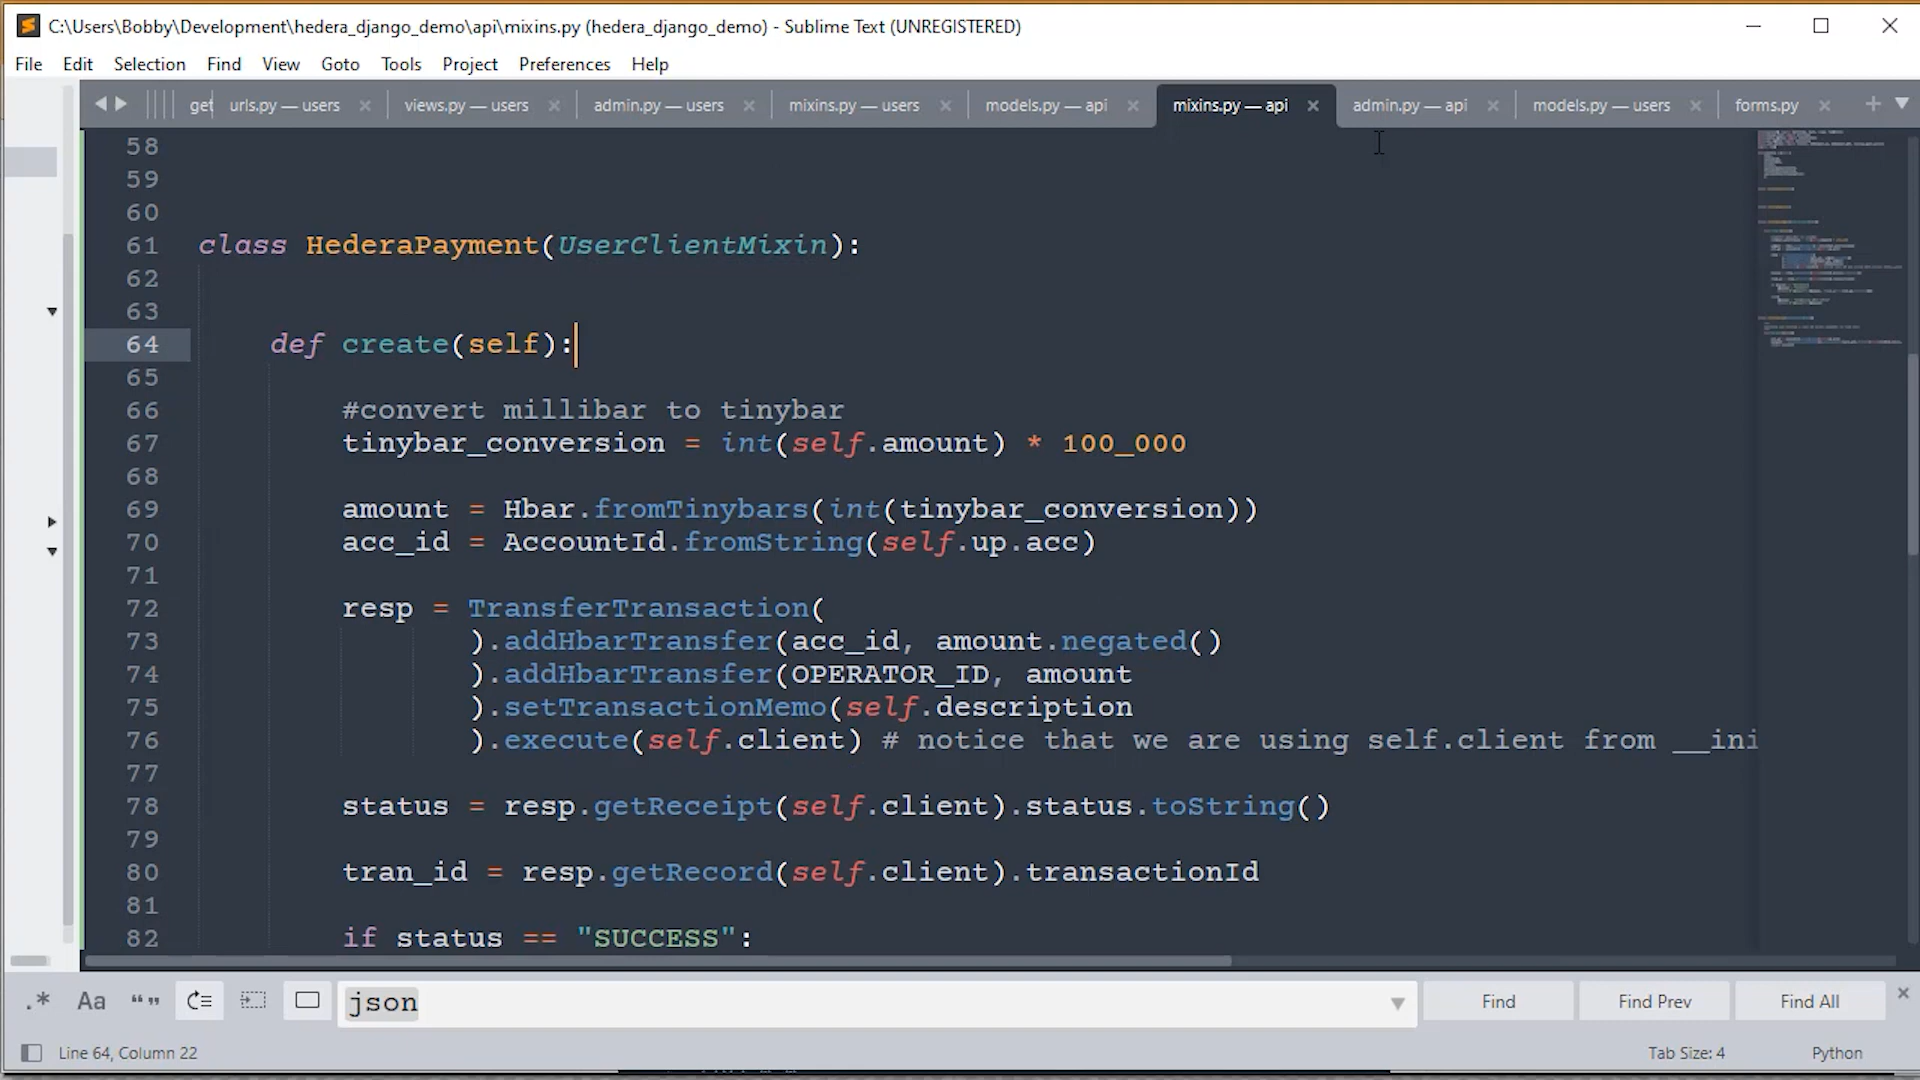 C:\Users\Bobby\Development\hedera_django_demo\api\mixins.py (hedera_django_demo) - Sublime Text (UNREGISTERED)
File Edit Selection Find View Goto Tools Project Preferences Help
get urls.py — users views.py — users admin.py — users mixins.py — users models.py — api mixins.py — api admin.py — api models.py — users forms.py
58
59
60
61 class HederaPayment(UserClientMixin):
62
63
64 def create(self):
65
66 #convert millibar to tinybar
67 tinybar_conversion = int(self.amount) * 100_000
68
69 amount = Hbar.fromTinybars(int(tinybar_conversion))
70 acc_id = AccountId.fromString(self.up.acc)
71
72 resp = TransferTransaction(
73 ).addHbarTransfer(acc_id, amount.negated()
74 ).addHbarTransfer(OPERATOR_ID, amount
75 ).setTransactionMemo(self.description
76 ).execute(self.client) # notice that we are using self.client from __ini
77
78 status = resp.getReceipt(self.client).status.toString()
79
80 tran_id = resp.getRecord(self.client).transactionId
81
82 if status == "SUCCESS":
.* Aa “ ” json Find Find Prev Find All
Line 64, Column 22 Tab Size: 4 Python